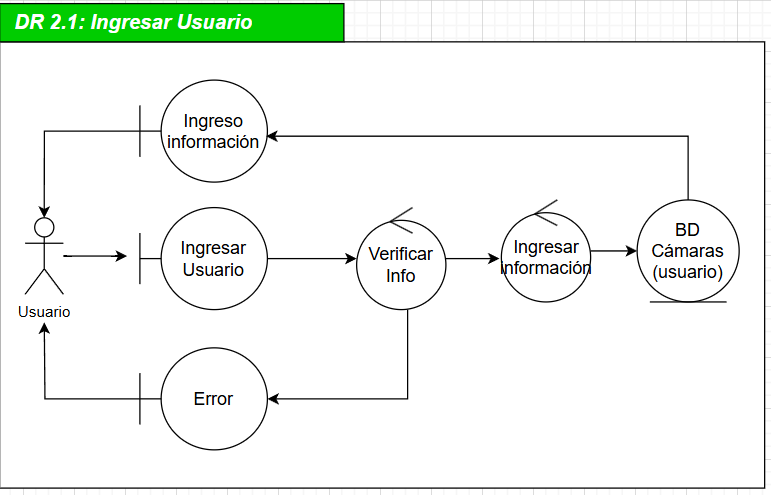 DR 2.1: Ingresar Usuario
Ingreso
información
Usuario
Ingresar
Usuario
Verificar
Info
Ingresar
información
BD
Cámaras
(usuario)
Error